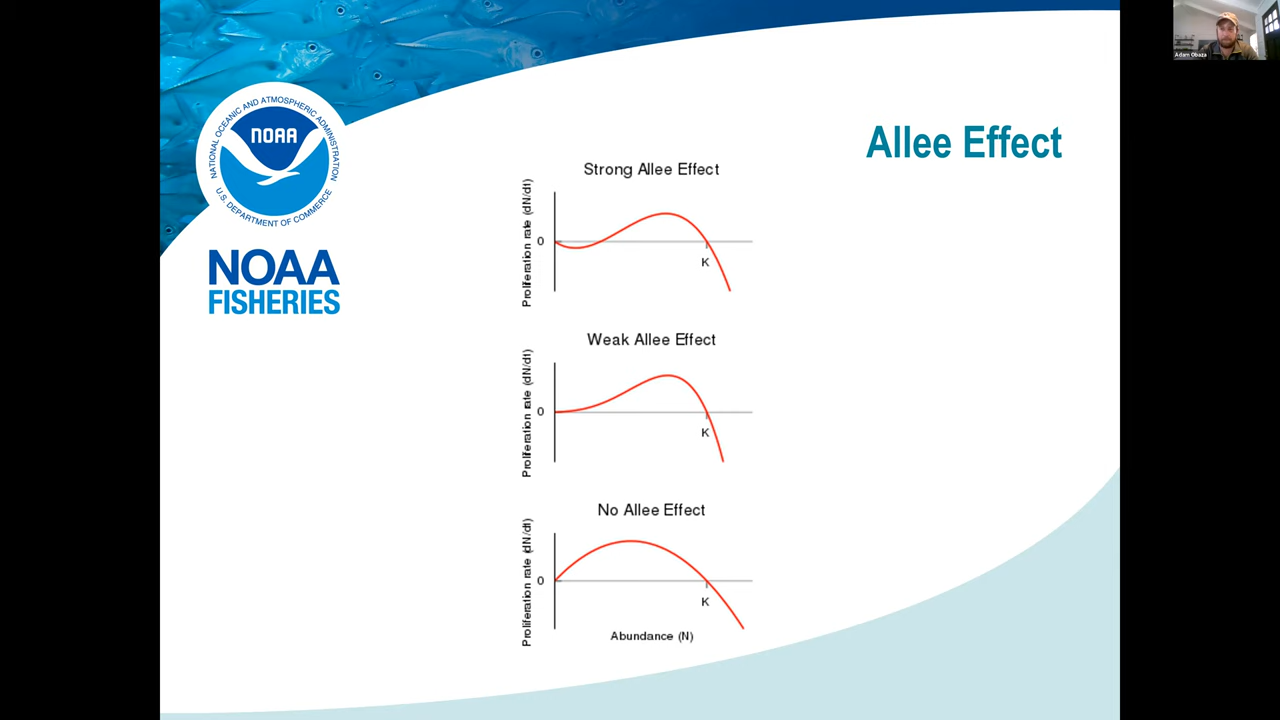 Adam Obaza
NATIONAL OCEANIC AND ATMOSPHERIC ADMINISTRATION
NOAA
U.S. DEPARTMENT OF COMMERCE
NOAA
FISHERIES
Allee Effect
Strong Allee Effect
Proliferation rate (dN/dt)
0
K
Weak Allee Effect
Proliferation rate (dN/dt)
0
K
No Allee Effect
Proliferation rate (dN/dt)
0
K
Abundance (N)